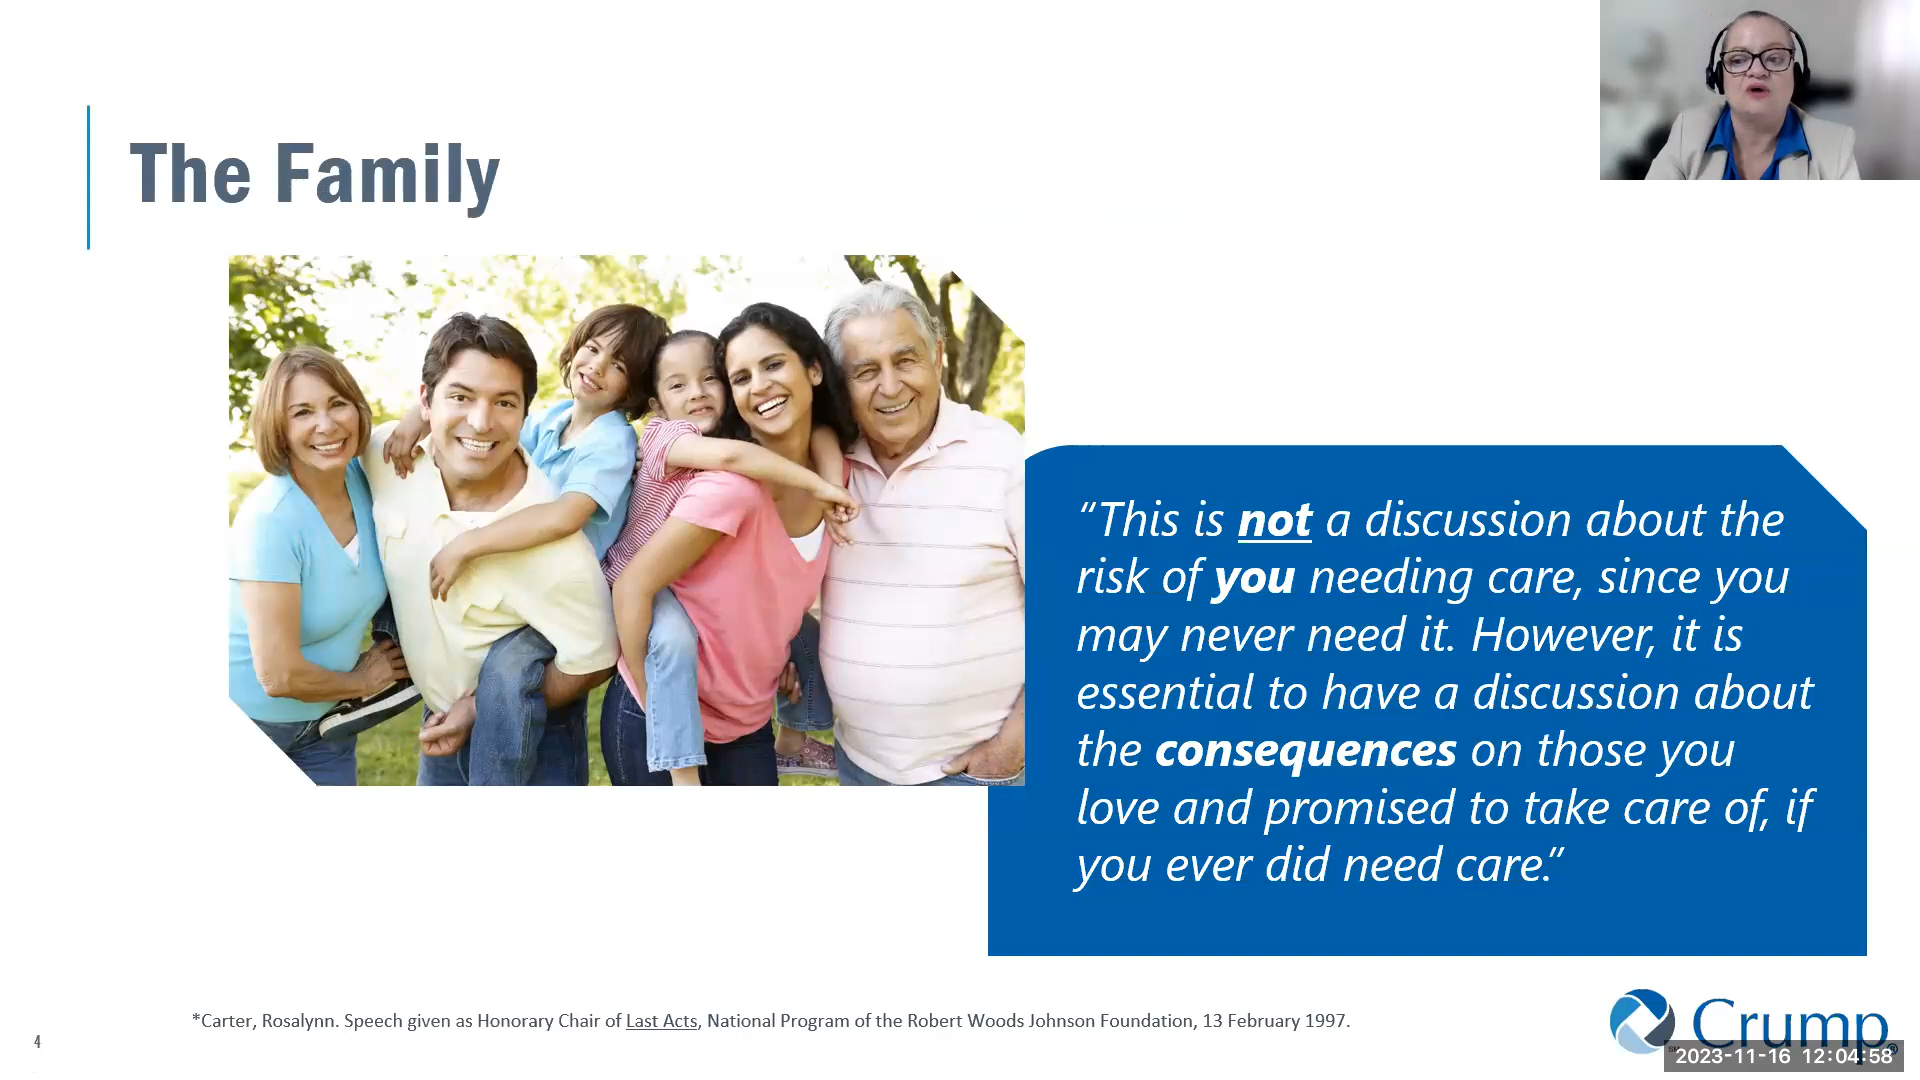 The Family
“This is not a discussion about the
risk of you needing care, since you
may never need it. However, it is
essential to have a discussion about
the consequences on those you
love and promised to take care of, if
you ever did need care.”
*Carter, Rosalynn. Speech given as Honorary Chair of Last Acts, National Program of the Robert Woods Johnson Foundation, 13 February 1997.
4
Crump®
SM
2023-11-16 12:04:58